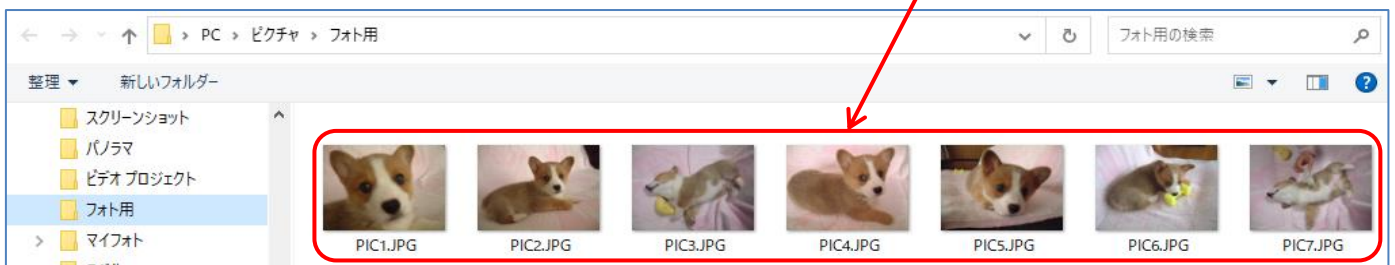 PC › ピクチャ › フォト用
フォト用の検索
整理 ▼ 新しいフォルダー
スクリーンショット
パノラマ
ビデオ プロジェクト
フォト用
マイフォト
PIC1.JPG PIC2.JPG PIC3.JPG PIC4.JPG PIC5.JPG PIC6.JPG PIC7.JPG